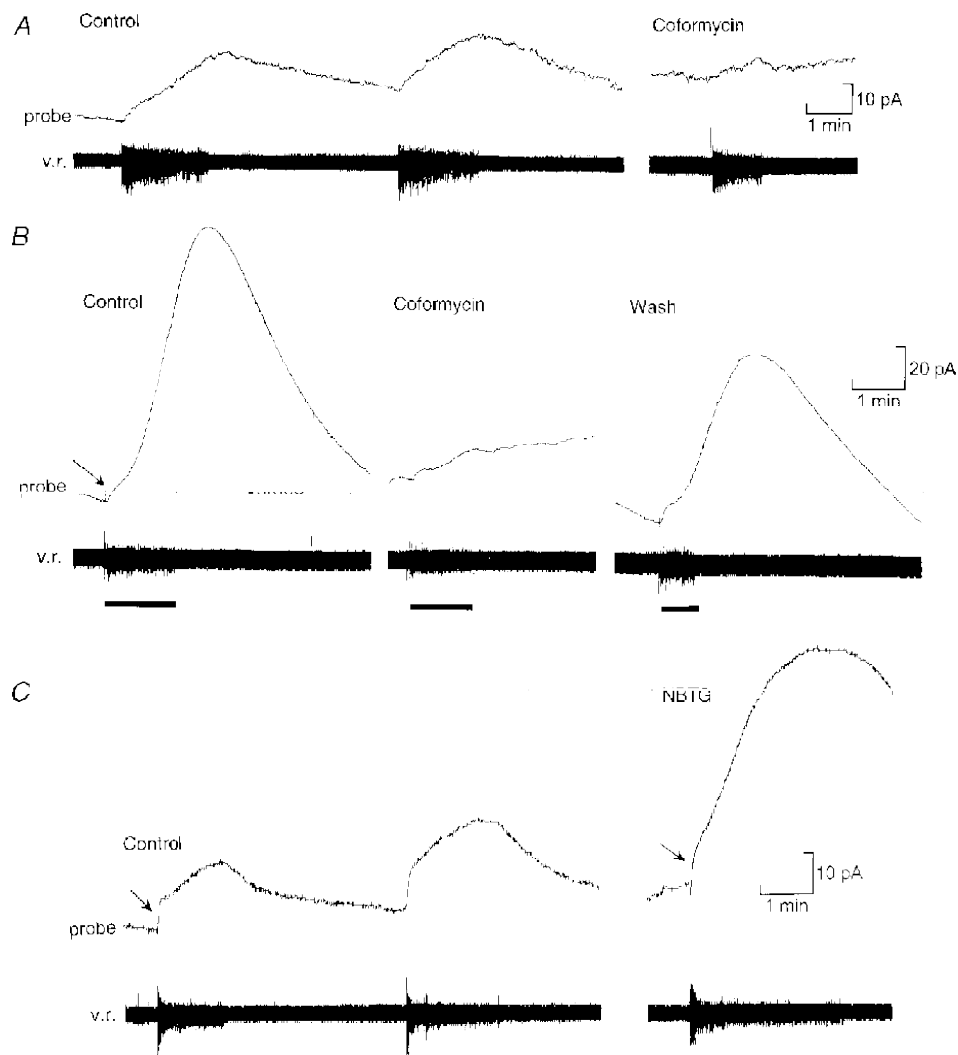 A
Control
Coformycin
10 pA
1 min
probe
v.r.
B
Control
Coformycin
Wash
20 pA
1 min
probe
v.r.
C
NBTG
Control
10 pA
1 min
probe
v.r.